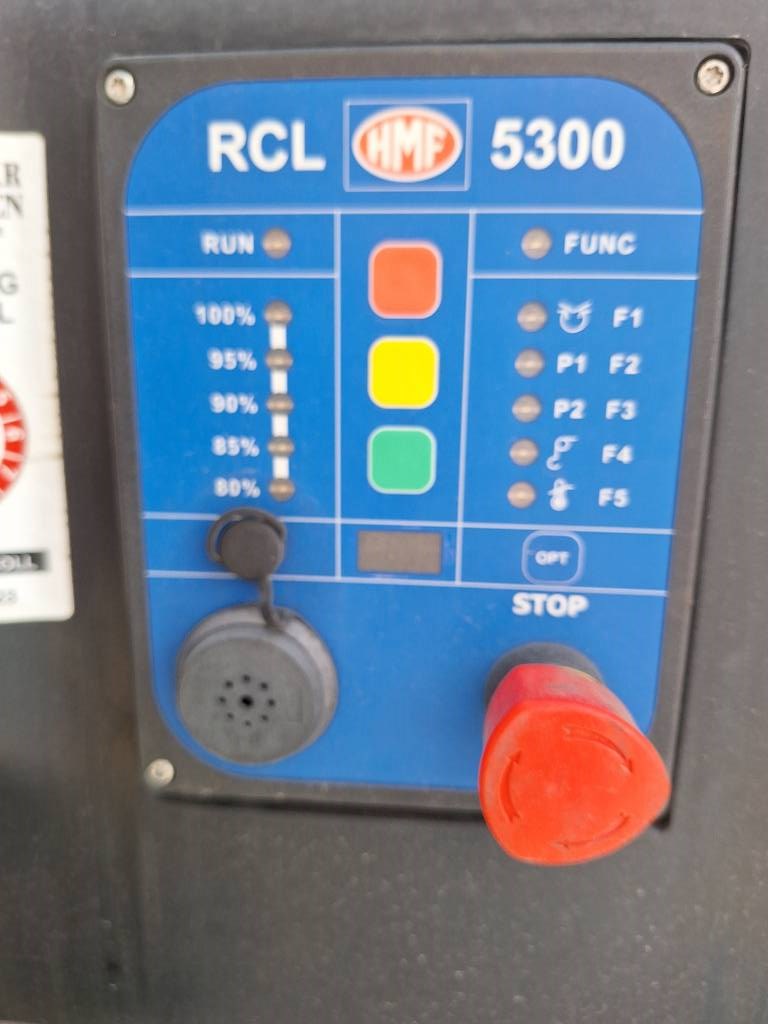 RCL HMF 5300
RUN
FUNC
100%
95%
90%
85%
80%
F1
P1 F2
P2 F3
F4
F5
OPT
STOP
G
L